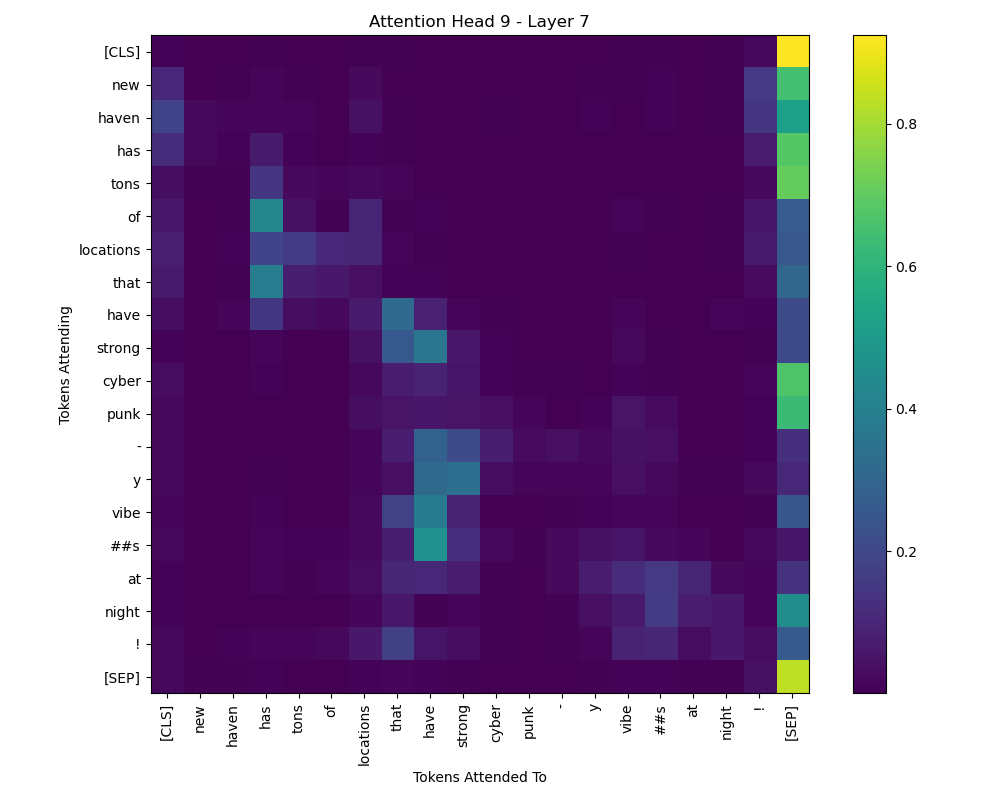 Attention Head 9 - Layer 7
Tokens Attending
[CLS]
new
haven
has
tons
of
locations
that
have
strong
cyber
punk
-
y
vibe
##s
at
night
!
[SEP]
[CLS]
new
haven
has
tons
of
locations
that
have
strong
cyber
punk
-
y
vibe
##s
at
night
!
[SEP]
Tokens Attended To
0.8
0.6
0.4
0.2